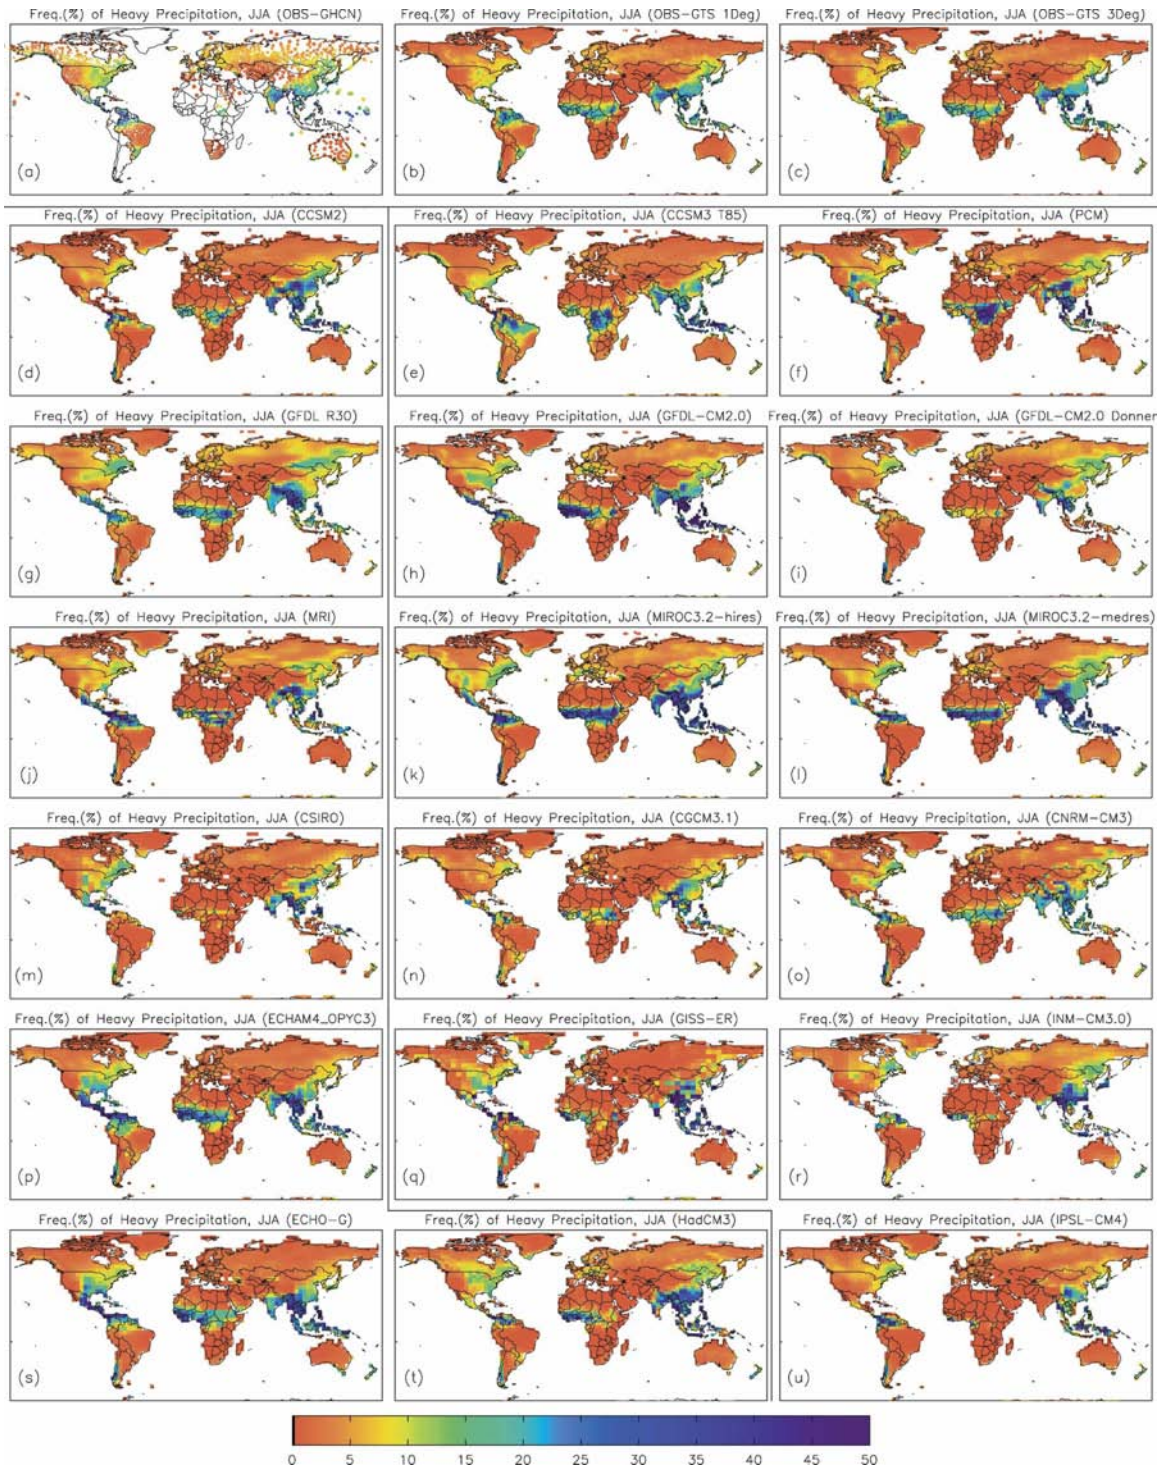 Freq.(%) of Heavy Precipitation, JJA (OBS-GHCN)
Freq.(%) of Heavy Precipitation, JJA (OBS-GTS 1Deg)
Freq.(%) of Heavy Precipitation, JJA (OBS-GTS 3Deg)
(a)
(b)
(c)
Freq.(%) of Heavy Precipitation, JJA (CCSM2)
Freq.(%) of Heavy Precipitation, JJA (CCSM3 T85)
Freq.(%) of Heavy Precipitation, JJA (PCM)
(d)
(e)
(f)
Freq.(%) of Heavy Precipitation, JJA (GFDL R30)
Freq.(%) of Heavy Precipitation, JJA (GFDL-CM2.0)
Freq.(%) of Heavy Precipitation, JJA (GFDL-CM2.0 Donner
(g)
(h)
(i)
Freq.(%) of Heavy Precipitation, JJA (MRI)
Freq.(%) of Heavy Precipitation, JJA (MIROC3.2-hires)
Freq.(%) of Heavy Precipitation, JJA (MIROC3.2-medres)
(j)
(k)
(l)
Freq.(%) of Heavy Precipitation, JJA (CSIRO)
Freq.(%) of Heavy Precipitation, JJA (CGCM3.1)
Freq.(%) of Heavy Precipitation, JJA (CNRM-CM3)
(m)
(n)
(o)
Freq.(%) of Heavy Precipitation, JJA (ECHAM4_OPYC3)
Freq.(%) of Heavy Precipitation, JJA (GISS-ER)
Freq.(%) of Heavy Precipitation, JJA (INM-CM3.0)
(p)
(q)
(r)
Freq.(%) of Heavy Precipitation, JJA (ECHO-G)
Freq.(%) of Heavy Precipitation, JJA (HadCM3)
Freq.(%) of Heavy Precipitation, JJA (IPSL-CM4)
(s)
(t)
(u)
0 5 10 15 20 25 30 35 40 45 50